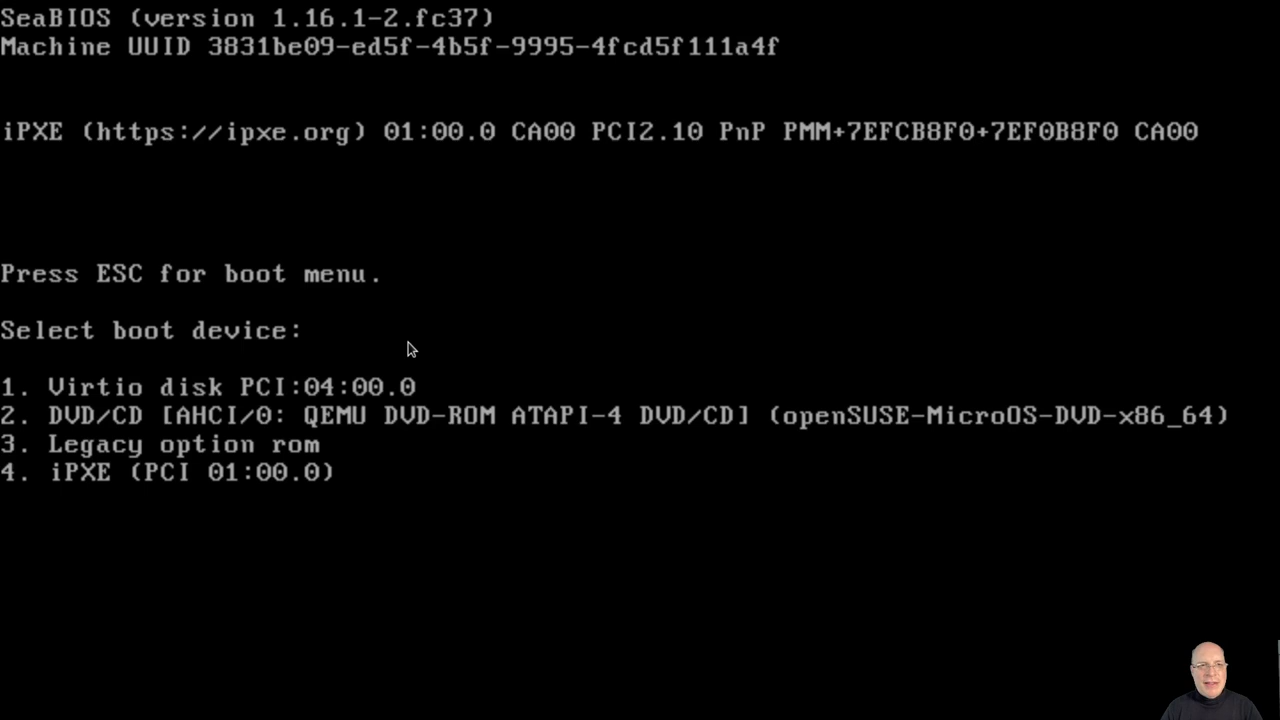 SeaBIOS (version 1.16.1-2.fc37)
Machine UUID 3831be09-ed5f-4b5f-9995-4fcd5f111a4f
iPXE (https://ipxe.org) 01:00.0 CA00 PCI2.10 PnP PMM+7EFCB8F0+7EF0B8F0 CA00
Press ESC for boot menu.
Select boot device:
1. Virtio disk PCI:04:00.0
2. DVD/CD [AHCI/0: QEMU DVD-ROM ATAPI-4 DVD/CD] (openSUSE-MicroOS-DVD-x86_64)
3. Legacy option rom
4. iPXE (PCI 01:00.0)